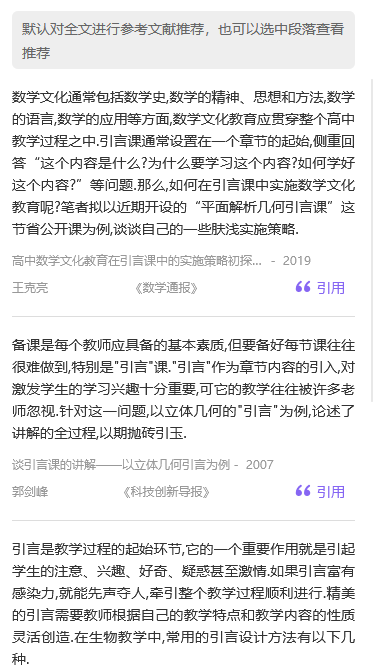 默认对全文进行参考文献推荐，也可以选中段落查看
推荐
数学文化通常包括数学史,数学的精神、思想和方法,数学
的语言,数学的应用等方面,数学文化教育应贯穿整个高中
教学过程之中.引言课通常设置在一个章节的起始,侧重回
答“这个内容是什么?为什么要学习这个内容?如何学好
这个内容?”等问题.那么,如何在引言课中实施数学文化
教育呢?笔者拟以近期开设的“平面解析几何引言课”这
节省公开课为例,谈谈自己的一些肤浅实施策略.
高中数学文化教育在引言课中的实施策略初探... - 2019
王克亮 《数学通报》 引用
备课是每个教师应具备的基本素质,但要备好每节课往往
很难做到,特别是"引言"课."引言"作为章节内容的引入,对
激发学生的学习兴趣十分重要,可它的教学往往被许多老
师忽视.针对这一问题,以立体几何的"引言"为例,论述了
讲解的全过程,以期抛砖引玉.
谈引言课的讲解——以立体几何引言为例 - 2007
郭剑峰 《科技创新导报》 引用
引言是教学过程的起始环节,它的一个重要作用就是引起
学生的注意、兴趣、好奇、疑惑甚至激情.如果引言富有
感染力,就能先声夺人,牵引整个教学过程顺利进行.精美
的引言需要教师根据自己的教学特点和教学内容的性质
灵活创造.在生物教学中,常用的引言设计方法有以下几
种.